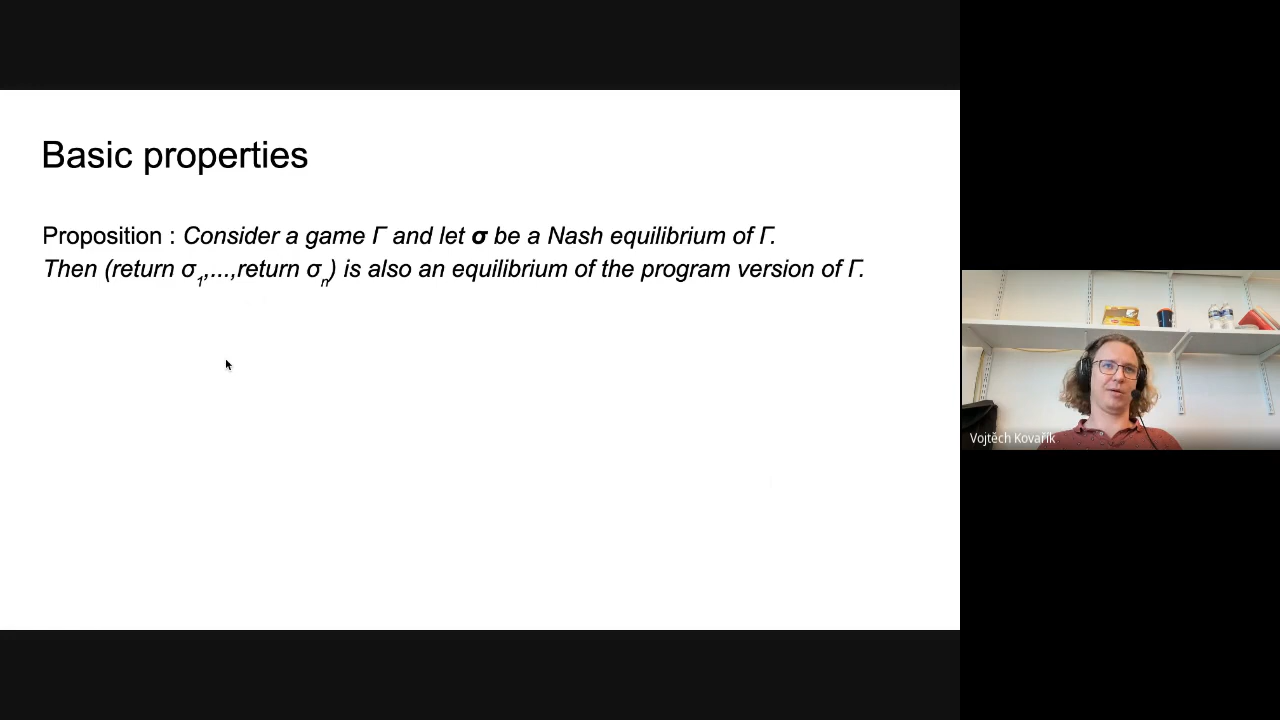 Basic properties
Proposition : Consider a game Γ and let σ be a Nash equilibrium of Γ.
Then (return σ₁,...,return σₙ) is also an equilibrium of the program version of Γ.
Vojtěch Kovařík